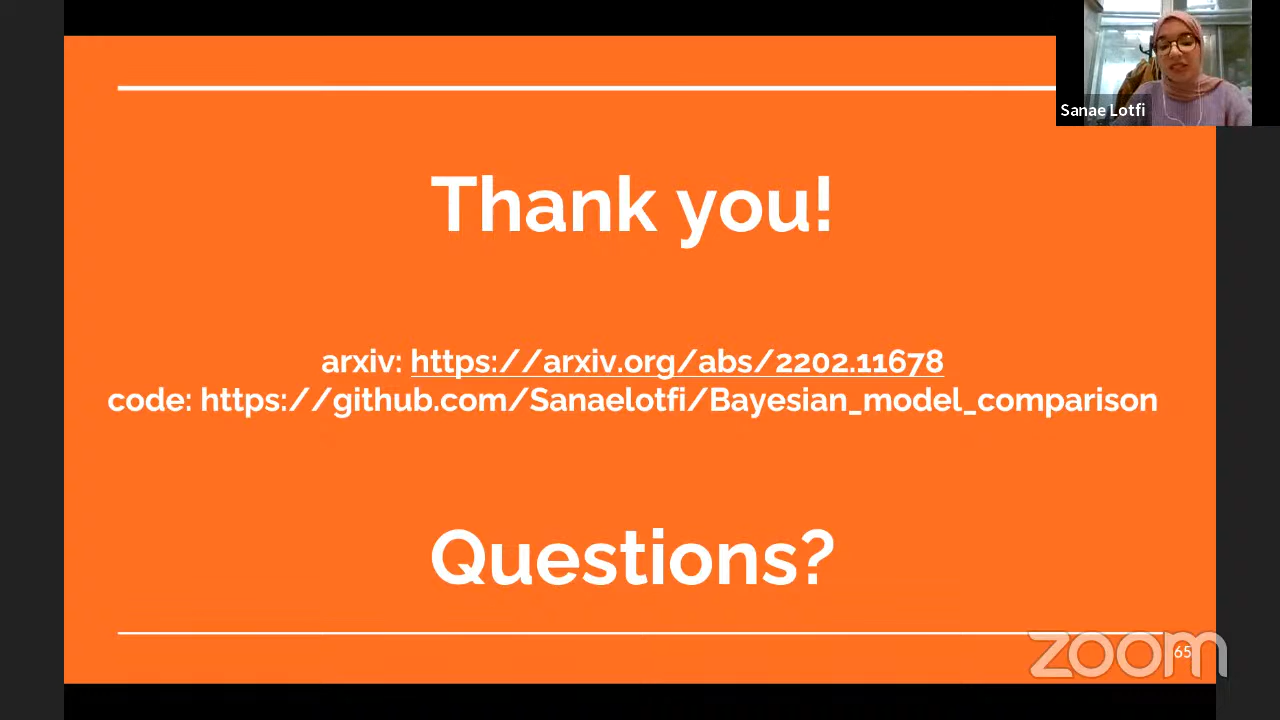 Sanae Lotfi
Thank you!
arxiv: https://arxiv.org/abs/2202.11678
code: https://github.com/Sanaelotfi/Bayesian_model_comparison
Questions?
zoom
65